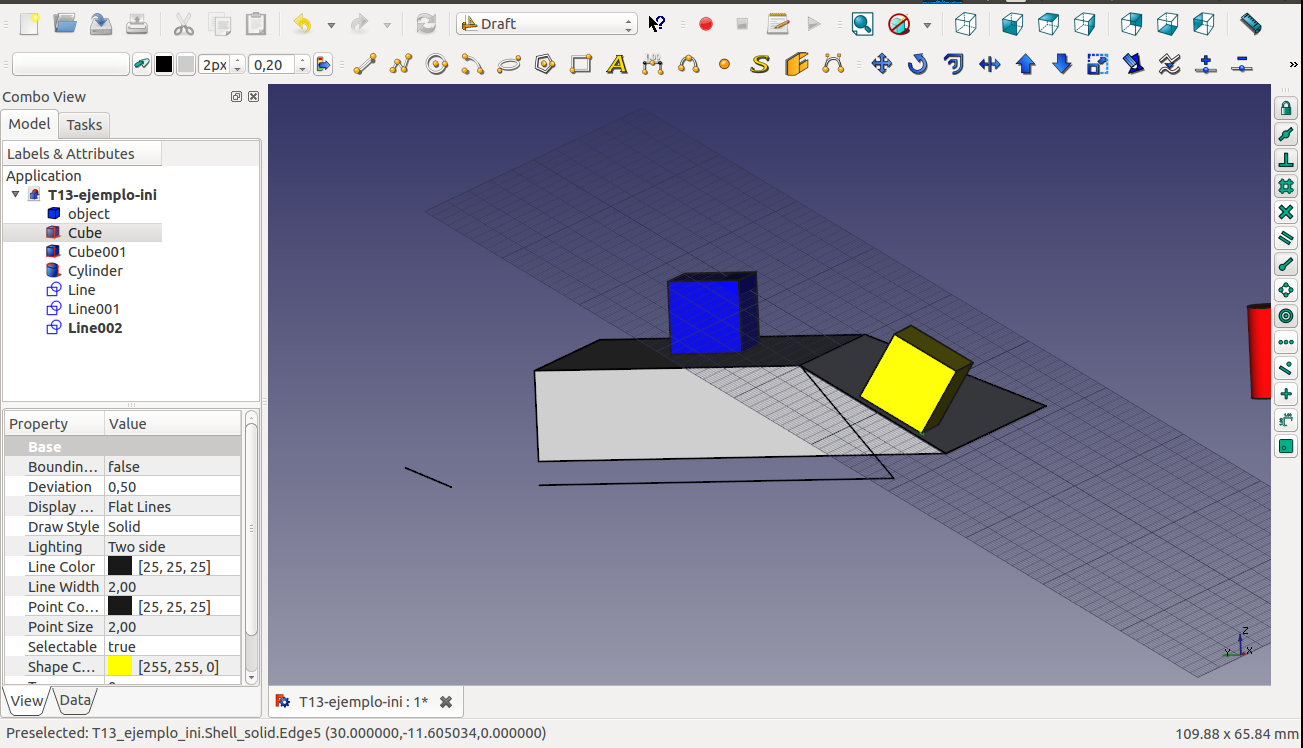 Draft
2px
0,20
»
Combo View
Model
Tasks
Labels & Attributes
Application
T13-ejemplo-ini
object
Cube
Cube001
Cylinder
Line
Line001
Line002
Property Value
Base
Boundin... false
Deviation 0,50
Display ... Flat Lines
Draw Style Solid
Lighting Two side
Line Color [25, 25, 25]
Line Width 2,00
Point Co... [25, 25, 25]
Point Size 2,00
Selectable true
Shape C... [255, 255, 0]
View
Data
Z
Y
X
T13-ejemplo-ini : 1*
Preselected: T13_ejemplo_ini.Shell_solid.Edge5 (30.000000,-11.605034,0.000000)
109.88 x 65.84 mm